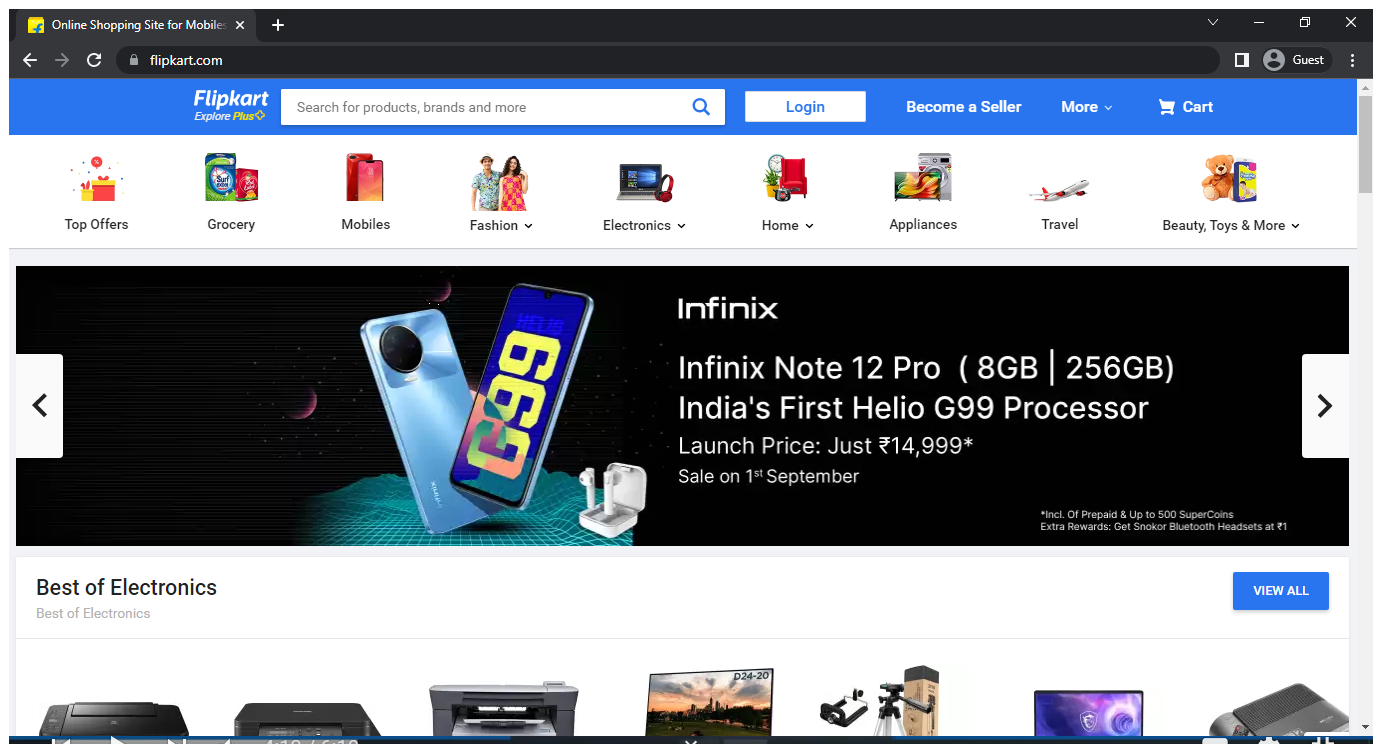 Online Shopping Site for Mobiles
flipkart.com
Guest
Flipkart
Explore Plus
Search for products, brands and more
Login
Become a Seller
More
Cart
Top Offers
Grocery
Mobiles
Fashion
Electronics
Home
Appliances
Travel
Beauty, Toys & More
Infinix
Infinix Note 12 Pro ( 8GB | 256GB)
India's First Helio G99 Processor
Launch Price: Just ₹14,999*
Sale on 1st September
*Incl. Of Prepaid & Up to 500 SuperCoins
Extra Rewards: Get Snokor Bluetooth Headsets at ₹1
Best of Electronics
Best of Electronics
VIEW ALL
D24-20